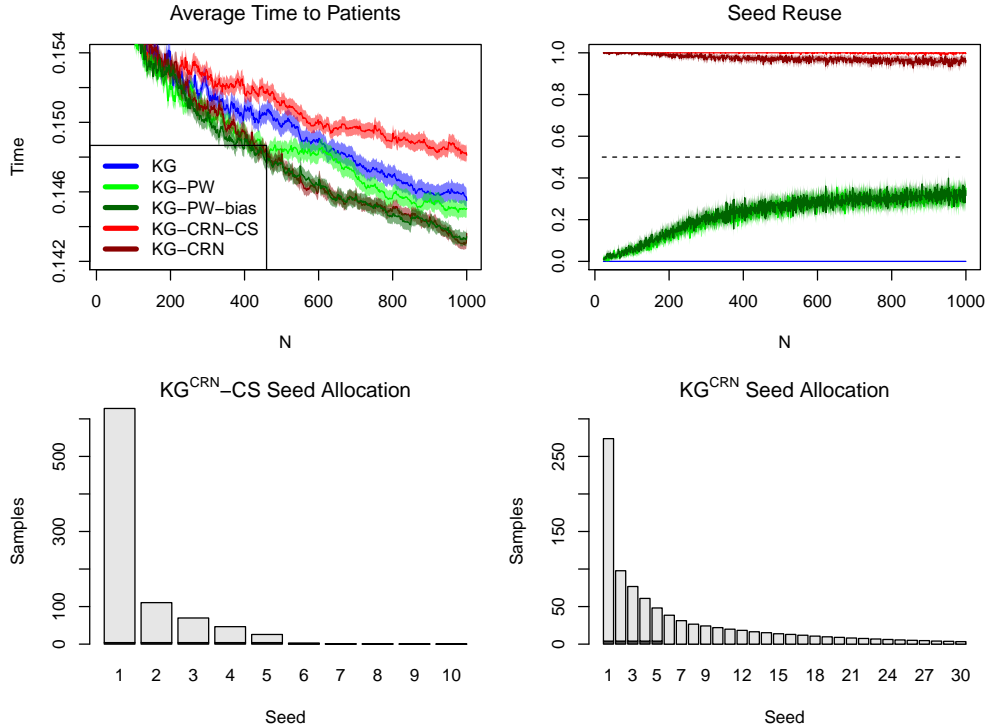 Average Time to Patients
Time
0.142
0.146
0.150
0.154
KG
KG−PW
KG−PW−bias
KG−CRN−CS
KG−CRN
0 200 400 600 800 1000
N
Seed Reuse
0.0
0.2
0.4
0.6
0.8
1.0
0 200 400 600 800 1000
N
KG^CRN−CS Seed Allocation
Samples
0
100
300
500
1 2 3 4 5 6 7 8 9 10
Seed
KG^CRN Seed Allocation
Samples
0
50
150
250
1 3 5 7 9 12 15 18 21 24 27 30
Seed